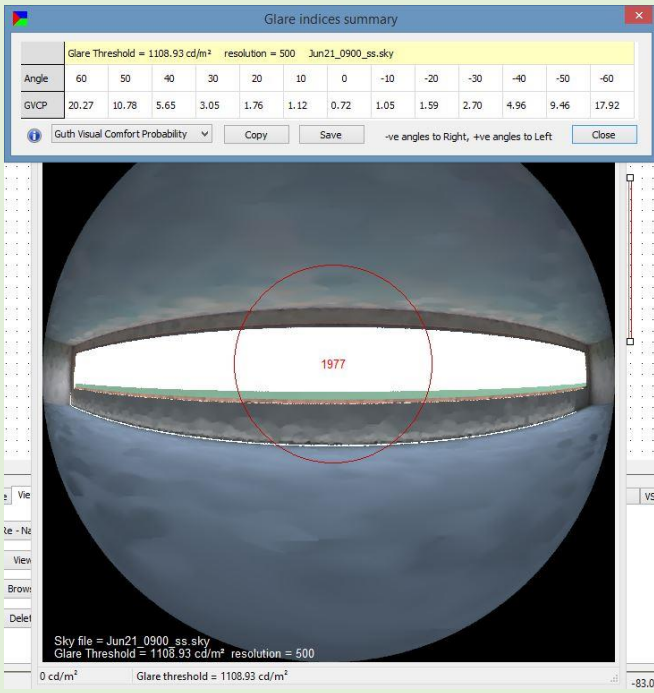 Glare indices summary
Glare Threshold = 1108.93 cd/m² resolution = 500 Jun21_0900_ss.sky
Angle 60 50 40 30 20 10 0 -10 -20 -30 -40 -50 -60
GVCP 20.27 10.78 5.65 3.05 1.76 1.12 0.72 1.05 1.59 2.70 4.96 9.46 17.92
Guth Visual Comfort Probability Copy Save -ve angles to Right, +ve angles to Left Close
1977
Vie
VS
Re - Na
View
Brows
Delet
Sky file = Jun21_0900_ss.sky
Glare Threshold = 1108.93 cd/m² resolution = 500
0 cd/m² Glare threshold = 1108.93 cd/m²
-83.0